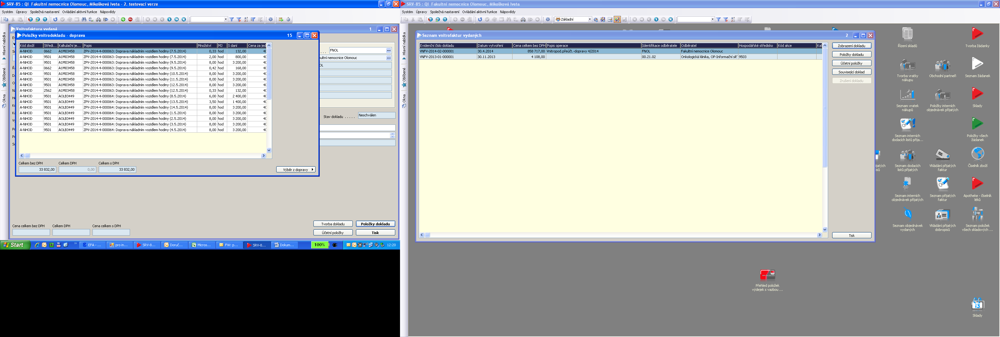 SRV-85 : QI  Fakultní nemocnice Olomouc, Mikošková Iveta - 2. testovací verze
Systém Úpravy Společná nastavení Ovládání aktivní funkce Nápovědy
Hlavní nabídka
Oblíbené
Okna
Vnitrofaktura vydaná 1
Položky vnitrodokladu - doprava 15
Kód zboží Středi... Kalkulační je... Popis Množství MJ S daní Cena za jed
A-NHOD 0662 A1M03458 ZPV-2014-4-000063: Doprava nákladním vozidlem hodiny (7.5.2014) 0,33 hod 132,00 40
A-NHOD 9501 A1M03458 ZPV-2014-4-000063: Doprava nákladním vozidlem hodiny (7.5.2014) 2,00 hod 800,00 40
A-NHOD 9501 A1M03458 ZPV-2014-4-000063: Doprava nákladním vozidlem hodiny (9.5.2014) 8,00 hod 3 200,00 40
A-NHOD 0662 A1M03458 ZPV-2014-4-000063: Doprava nákladním vozidlem hodiny (9.5.2014) 0,42 hod 168,00 40
A-NHOD 9501 A1M03458 ZPV-2014-4-000063: Doprava nákladním vozidlem hodiny (10.5.2014) 8,00 hod 3 200,00 40
A-NHOD 9501 A1M03458 ZPV-2014-4-000063: Doprava nákladním vozidlem hodiny (11.5.2014) 8,00 hod 3 200,00 40
A-NHOD 9501 A1M03458 ZPV-2014-4-000063: Doprava nákladním vozidlem hodiny (12.5.2014) 8,00 hod 3 200,00 40
A-NHOD 2562 A1M03458 ZPV-2014-4-000063: Doprava nákladním vozidlem hodiny (12.5.2014) 0,33 hod 132,00 40
A-NHOD 9501 AOLB3449 ZPV-2014-4-000064: Doprava nákladním vozidlem hodiny (8.5.2014) 6,00 hod 2 400,00 40
A-NHOD 9501 AOLB3449 ZPV-2014-4-000064: Doprava nákladním vozidlem hodiny (13.5.2014) 3,50 hod 1 400,00 40
A-NHOD 9501 AOLB3449 ZPV-2014-4-000064: Doprava nákladním vozidlem hodiny (14.5.2014) 8,00 hod 3 200,00 40
A-NHOD 9501 AOLB3449 ZPV-2014-4-000064: Doprava nákladním vozidlem hodiny (1.5.2014) 8,00 hod 3 200,00 40
A-NHOD 9501 AOLB3449 ZPV-2014-4-000064: Doprava nákladním vozidlem hodiny (2.5.2014) 8,00 hod 3 200,00 40
A-NHOD 9501 AOLB3449 ZPV-2014-4-000064: Doprava nákladním vozidlem hodiny (3.5.2014) 8,00 hod 3 200,00 40
A-NHOD 9501 AOLB3449 ZPV-2014-4-000064: Doprava nákladním vozidlem hodiny (4.5.2014) 8,00 hod 3 200,00 40
Celkem bez DPH Celkem DPH Celkem s DPH
33 832,00 0,00 33 832,00 Výběr z dopravy
FNOL
kultní nemocnice Olomouc
OL
Stav dokladu . . . . . Neschválen
Cena celkem bez DPH Celkem DPH Cena celkem s DPH
Tvorba dokladu Položky dokladu
Účetní položky Tisk
Start EFA - ... pro in... SRV-8... Doruč... Micros... FW: p... SRV-8... Dokum... 100% 12:20
SRV-85 : QI  Fakultní nemocnice Olomouc, Mikošková Iveta
Systém Úpravy Společná nastavení Ovládání aktivní funkce Nápovědy
Základní
Hlavní nabídka
Oblíbené
Okna
Seznam vnitrofaktur vydaných 2
Evidenční číslo dokladu Datum vytvoření Cena celkem bez DPH Popis operace Identifikace odběratele Odběratel Hospodářské středisko Kód akce Kal
VNFV-2014-02-000001 30.4.2014 858 717,00 Vnitropod.přeúčt.-dopravy 4/2014 FNOL Fakultní nemocnice Olomouc
VNFV-2013-01-000001 30.11.2013 4 108,00 00.21.02 Onkologická klinika, OP-Informační síť 9503
Zobrazení dokladu
Položky dokladu
Účetní položky
Související doklad
Zrušení dokladu
Tisk
Řízení skladů
Tvorba žádanky
Tvorba vratky nákupu
Obchodní partneři
Seznam žádanek
Seznam vratek nákupů
Položky interních objednávek přijatých
Sklady
Seznam interních dodacích listů přija...
Položky všech žádanek
Seznam dodacích listů přijatých
Vkládání přijatých faktur
Číselník zboží
Seznam interních objednávek přijatých
Seznam přijatých faktur
Apotheke - číselník léků
Seznam objednávek vydaných
Vkládání přijatých dobropisů
Seznam položek všech skladových ...
Přehled položek výdejek s vazbou ...
13
Sklady